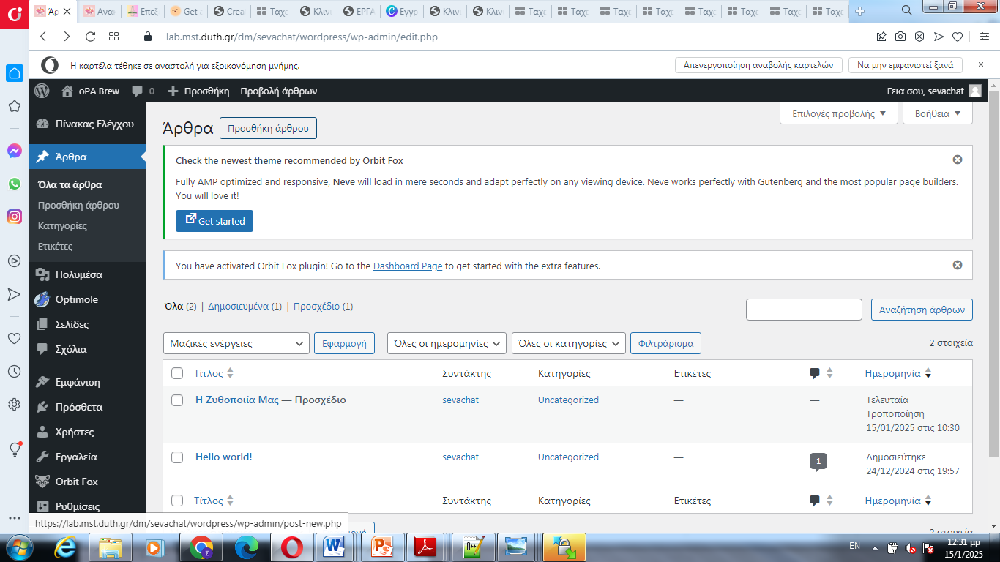 Άρ
Ανα
Επεξ
Get a
Crea
Ταχε
Κλιν
ΕΡΓΑ
Εγγρ
Κλιν
Κλιν
Ταχε
Ταχε
Ταχε
Ταχε
Ταχε
Ταχε
Ταχε
Ταχε
lab.mst.duth.gr/dm/sevachat/wordpress/wp-admin/edit.php
Η καρτέλα τέθηκε σε αναστολή για εξοικονόμηση μνήμης.
Απενεργοποίηση αναβολής καρτελών
Να μην εμφανιστεί ξανά
oPA Brew
0
Προσθήκη
Προβολή άρθρων
Γεια σου, sevachat
Πίνακας Ελέγχου
Άρθρα
Όλα τα άρθρα
Προσθήκη άρθρου
Κατηγορίες
Ετικέτες
Πολυμέσα
Optimole
Σελίδες
Σχόλια
Εμφάνιση
Πρόσθετα
Χρήστες
Εργαλεία
Orbit Fox
Ρυθμίσεις
Επιλογές προβολής
Βοήθεια
Άρθρα
Προσθήκη άρθρου
Check the newest theme recommended by Orbit Fox
Fully AMP optimized and responsive, Neve will load in mere seconds and adapt perfectly on any viewing device. Neve works perfectly with Gutenberg and the most popular page builders.
You will love it!
Get started
You have activated Orbit Fox plugin! Go to the Dashboard Page to get started with the extra features.
Όλα (2) | Δημοσιευμένα (1) | Προσχέδιο (1)
Αναζήτηση άρθρων
Μαζικές ενέργειες
Εφαρμογή
Όλες οι ημερομηνίες
Όλες οι κατηγορίες
Φιλτράρισμα
2 στοιχεία
Τίτλος
Συντάκτης
Κατηγορίες
Ετικέτες
Ημερομηνία
Η Ζυθοποιία Μας — Προσχέδιο
sevachat
Uncategorized
—
—
Τελευταία
Τροποποίηση
15/01/2025 στις 10:30
Hello world!
sevachat
Uncategorized
—
1
Δημοσιεύτηκε
24/12/2024 στις 19:57
Τίτλος
Συντάκτης
Κατηγορίες
Ετικέτες
Ημερομηνία
https://lab.mst.duth.gr/dm/sevachat/wordpress/wp-admin/post-new.php
2 στοιχεία
EN
12:31 μμ
15/1/2025